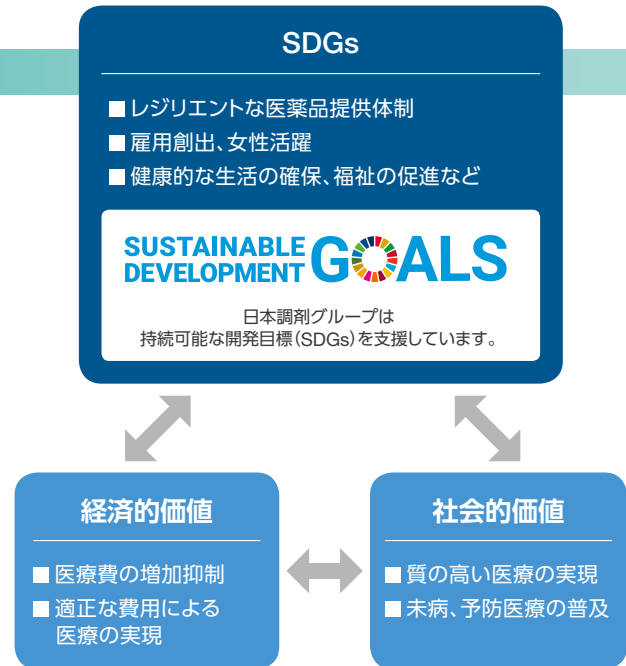 SDGs
■レジリエントな医薬品提供体制
■雇用創出、女性活躍
■健康的な生活の確保、福祉の促進など
SUSTAINABLE
DEVELOPMENT
GOALS
日本調剤グループは
持続可能な開発目標(SDGs)を支援しています。
経済的価値
■医療費の増加抑制
■適正な費用による
医療の実現
社会的価値
■質の高い医療の実現
■未病、予防医療の普及